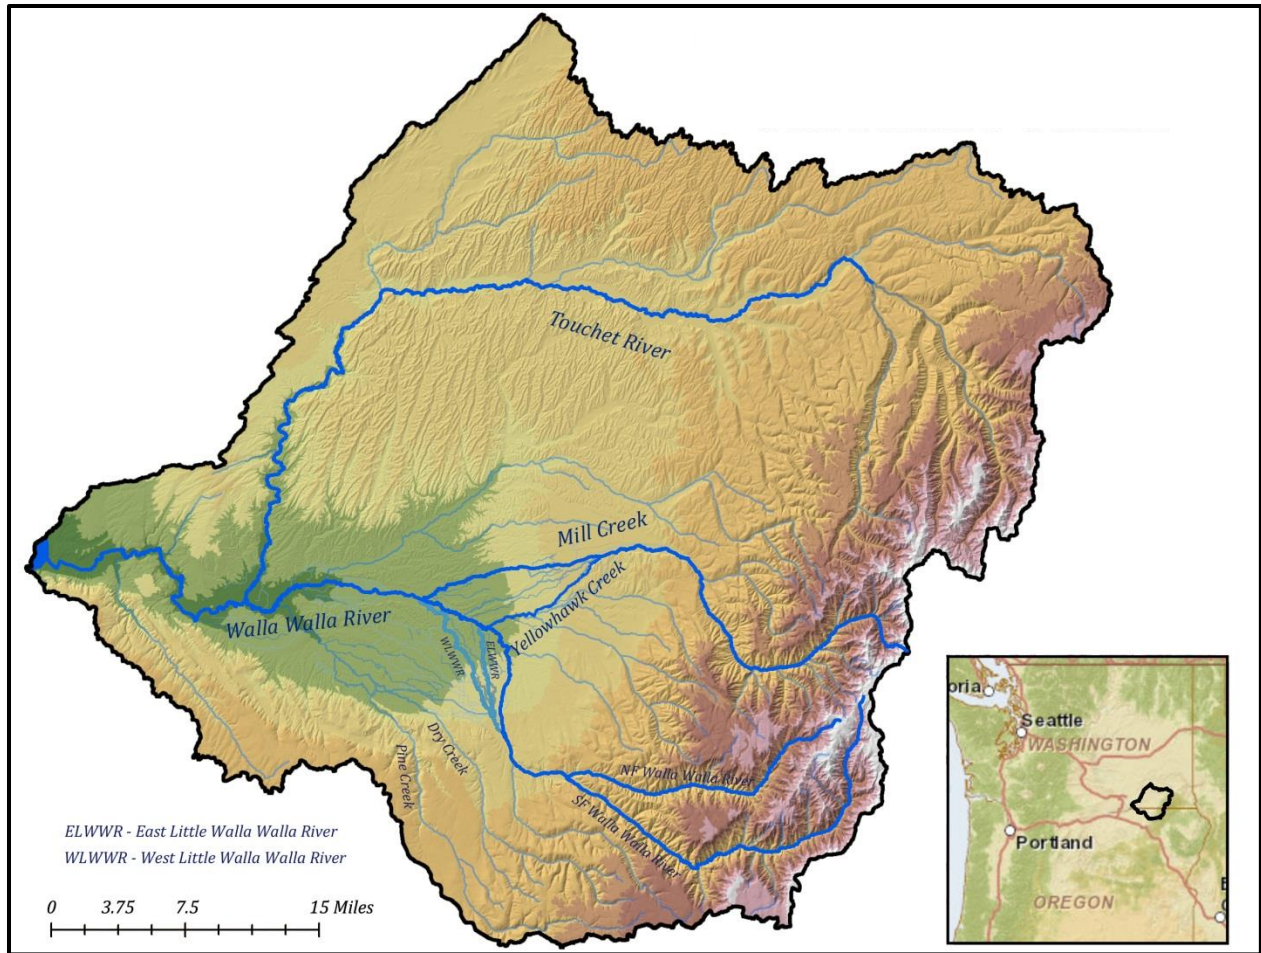 Touchet River
Mill Creek
Yellowhawk Creek
Walla Walla River
WLWWR
ELWWR
Dry Creek
Pine Creek
NF Walla Walla River
SF Walla Walla River
ELWWR - East Little Walla Walla River
WLWWR - West Little Walla Walla River
0 3.75 7.5 15 Miles
oria
Seattle
WASHINGTON
Portland
OREGON